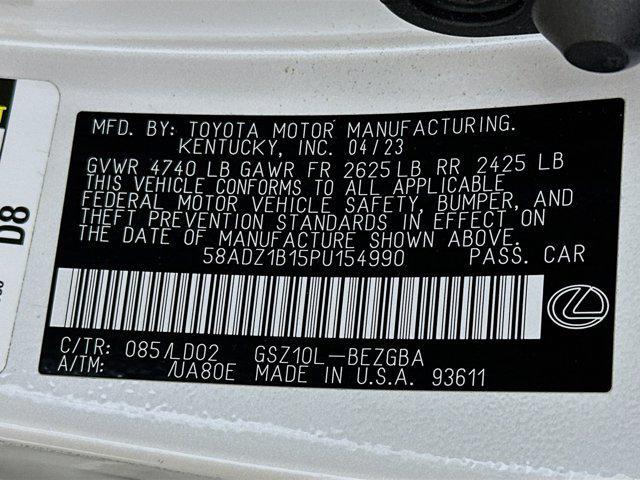 MFD. BY: TOYOTA MOTOR MANUFACTURING.
KENTUCKY, INC. 04/23
GVWR 4740 LB GAWR FR 2625 LB RR 2425 LB
THIS VEHICLE CONFORMS TO ALL APPLICABLE
FEDERAL MOTOR VEHICLE SAFETY, BUMPER, AND
THEFT PREVENTION STANDARDS IN EFFECT ON
THE DATE OF MANUFACTURE SHOWN ABOVE.
58ADZ1B15PU154990 PASS. CAR
C/TR: 085/LD02 GSZ10L-BEZGBA
A/TM: /UA80E MADE IN U.S.A. 93611
D8